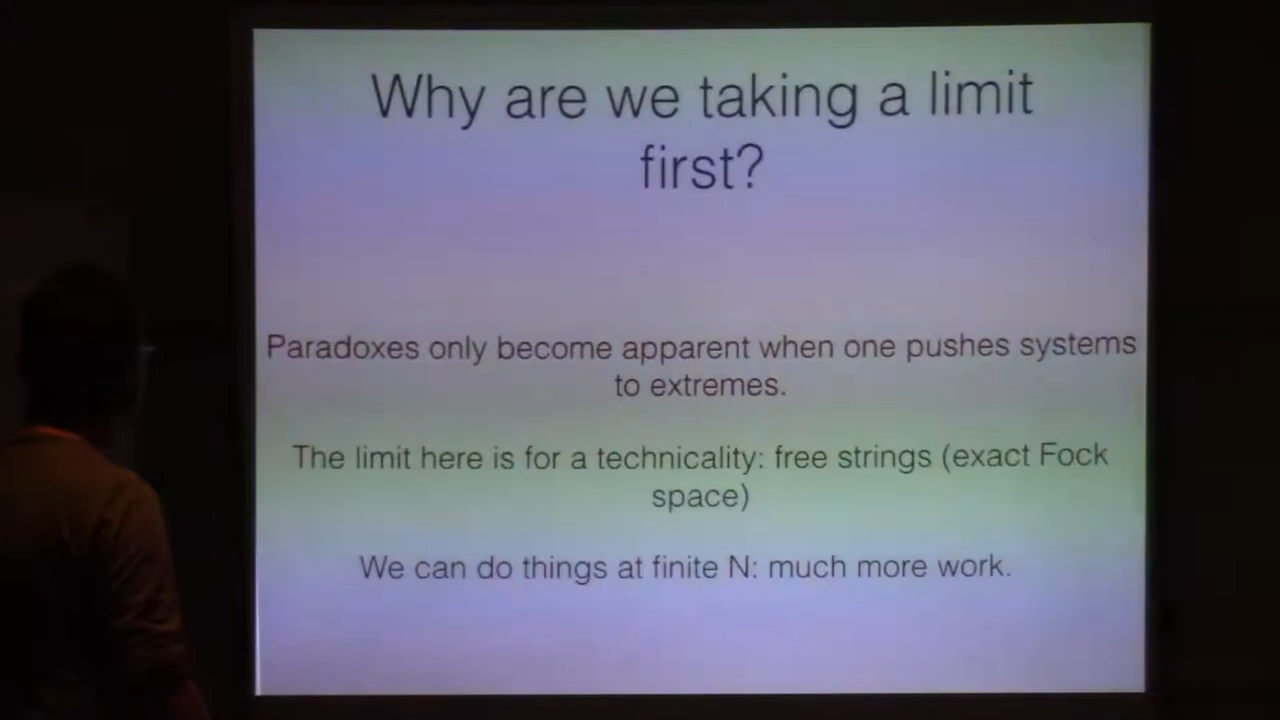 Why are we taking a limit
first?
Paradoxes only become apparent when one pushes systems
to extremes.
The limit here is for a technicality: free strings (exact Fock
space)
We can do things at finite N: much more work.